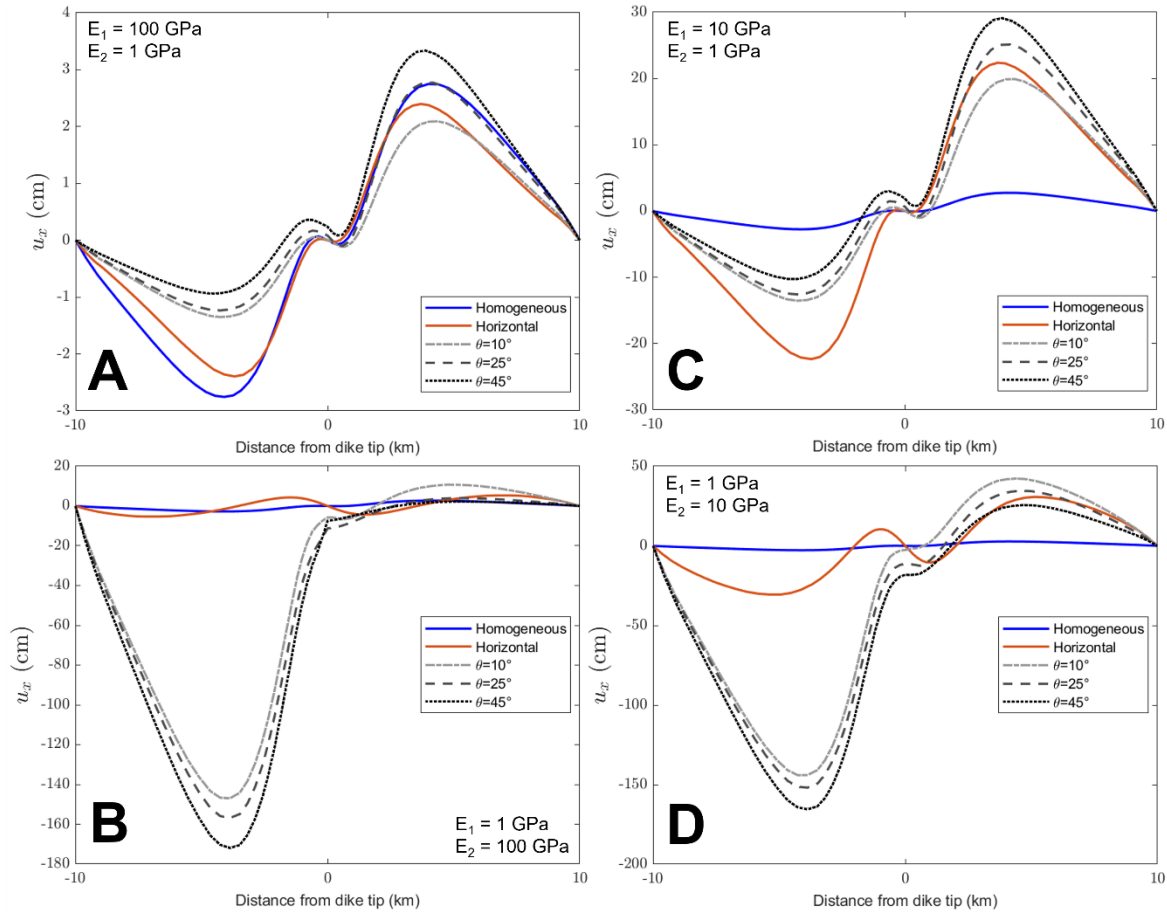 E₁ = 100 GPa
E₂ = 1 GPa
4
3
2
1
0
-1
-2
-3
uₓ (cm)
A
Homogeneous
Horizontal
θ=10°
θ=25°
θ=45°
-10
0
10
Distance from dike tip (km)
E₁ = 10 GPa
E₂ = 1 GPa
30
20
10
0
-10
-20
-30
uₓ (cm)
C
Homogeneous
Horizontal
θ=10°
θ=25°
θ=45°
-10
0
10
Distance from dike tip (km)
20
0
-20
-40
-60
-80
-100
-120
-140
-160
-180
uₓ (cm)
Homogeneous
Horizontal
θ=10°
θ=25°
θ=45°
B
E₁ = 1 GPa
E₂ = 100 GPa
-10
0
10
Distance from dike tip (km)
E₁ = 1 GPa
E₂ = 10 GPa
50
0
-50
-100
-150
-200
uₓ (cm)
Homogeneous
Horizontal
θ=10°
θ=25°
θ=45°
D
-10
0
10
Distance from dike tip (km)